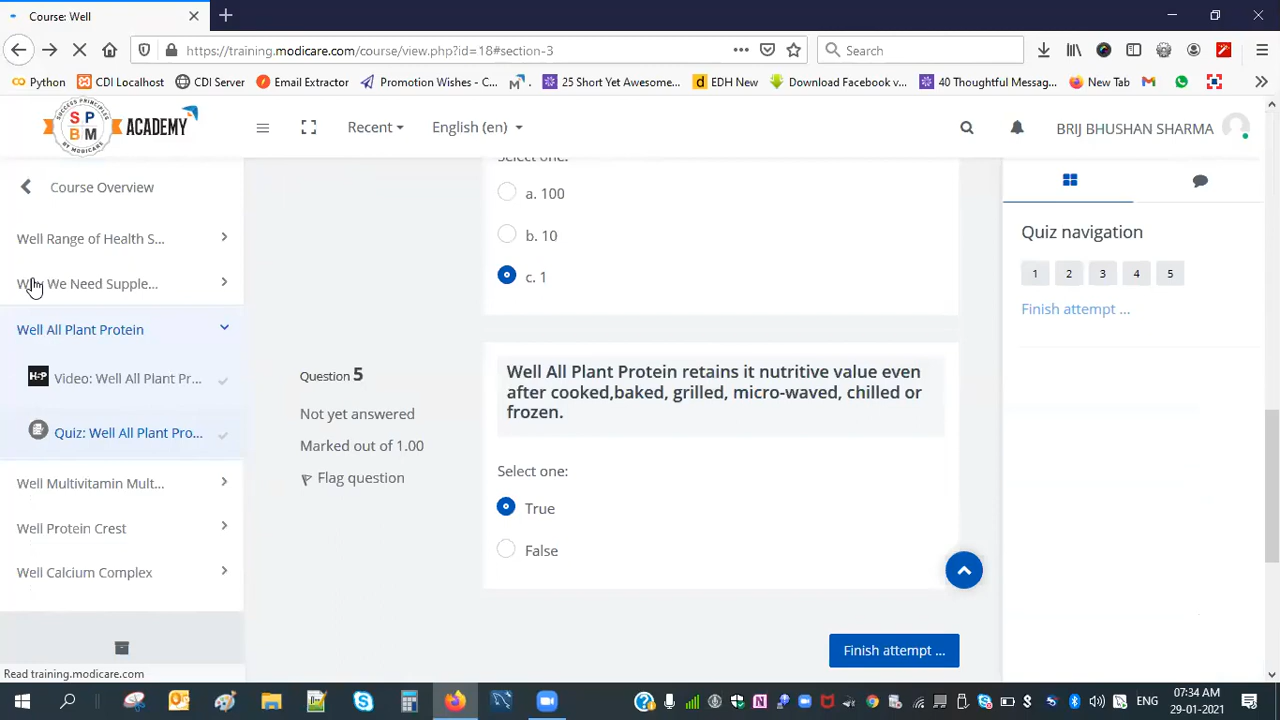 Course: Well
https://training.modicare.com/course/view.php?id=18#section-3
Search
Python
CDI Localhost
CDI Server
Email Extractor
Promotion Wishes - C...
25 Short Yet Awesome...
EDH New
Download Facebook v...
40 Thoughtful Messag...
New Tab
SUCCESS PRINCIPLES
SP
BM
BY MODICARE
ACADEMY
Recent
English (en)
BRIJ BHUSHAN SHARMA
Course Overview
Well Range of Health S...
We Need Supple...
Well All Plant Protein
Video: Well All Plant Pr...
Quiz: Well All Plant Pro...
Well Multivitamin Mult...
Well Protein Crest
Well Calcium Complex
Read training.modicare.com
Select one:
a. 100
b. 10
c. 1
Question 5
Not yet answered
Marked out of 1.00
Flag question
Well All Plant Protein retains it nutritive value even
after cooked,baked, grilled, micro-waved, chilled or
frozen.
Select one:
True
False
Finish attempt ...
Quiz navigation
1 2 3 4 5
Finish attempt ...
ENG
07:34 AM
29-01-2021